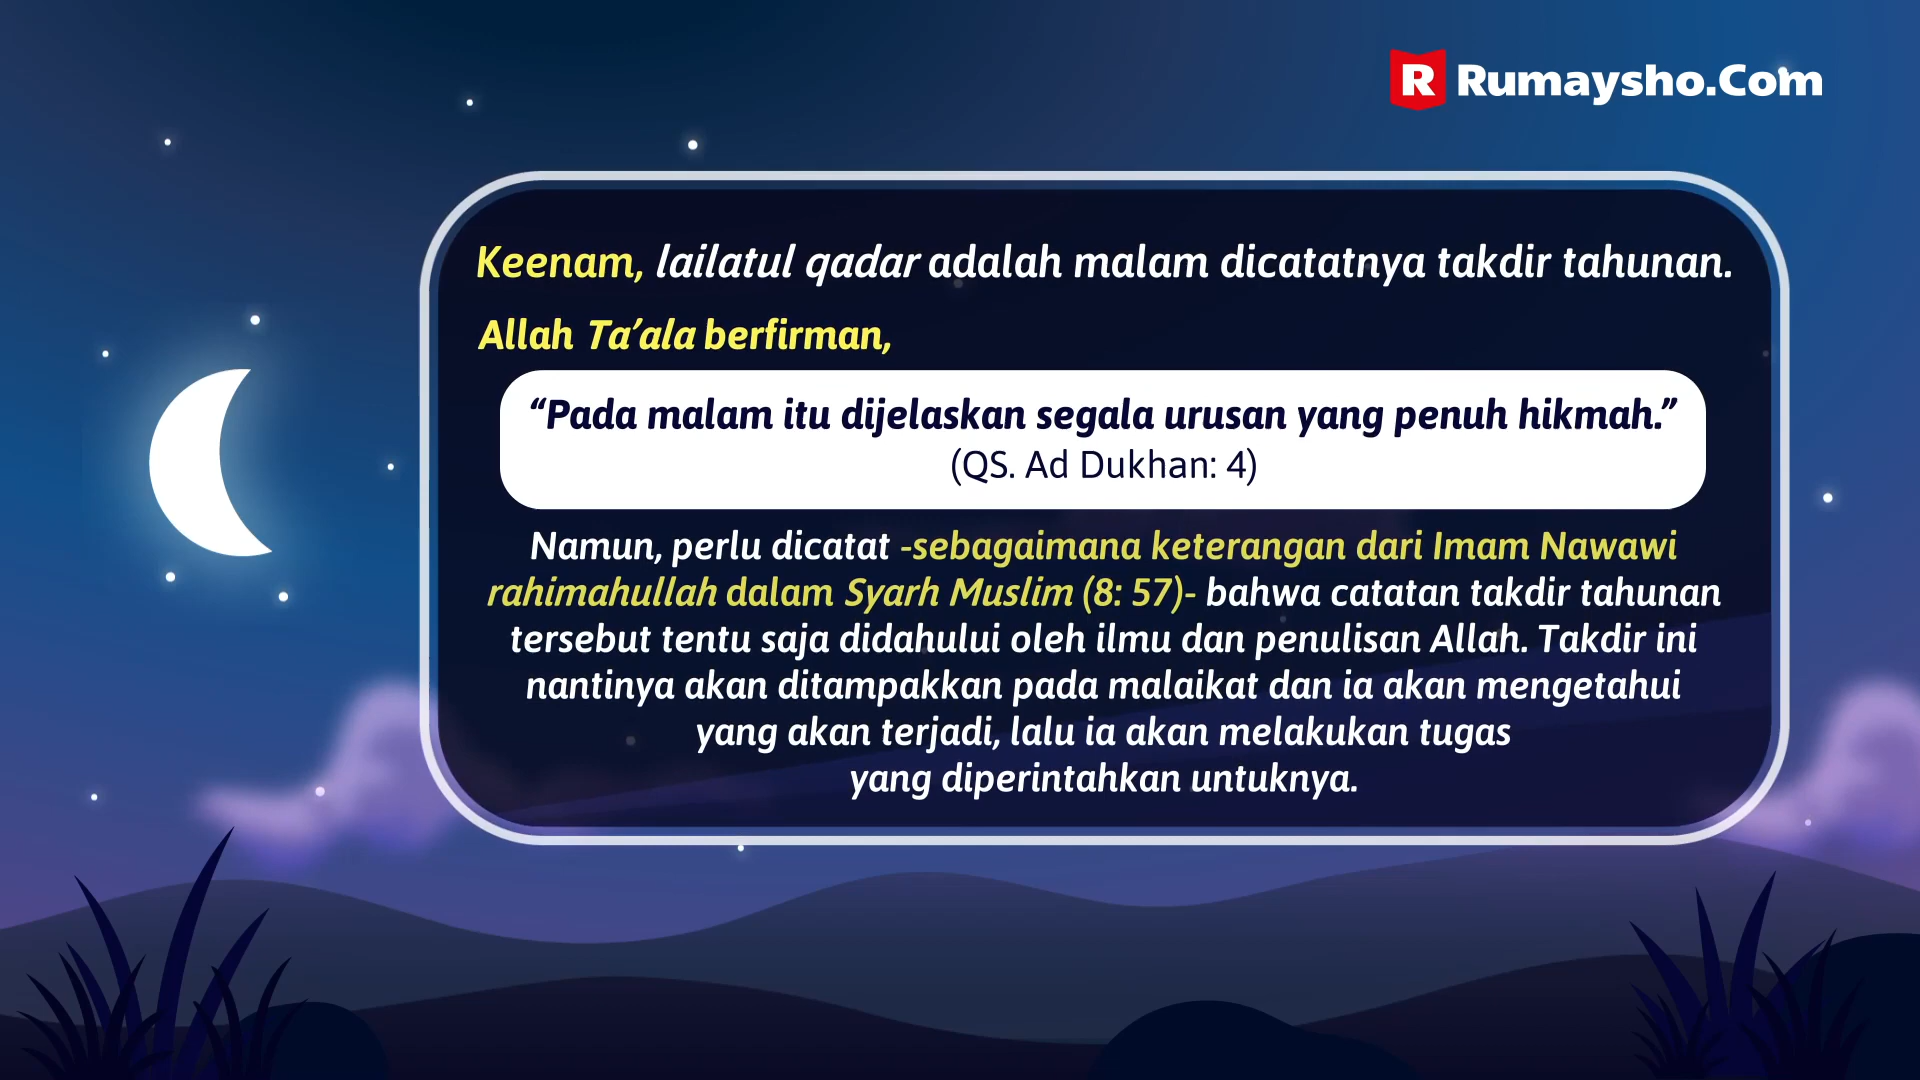 R Rumaysho.Com
Keenam, lailatul qadar adalah malam dicatatnya takdir tahunan.
Allah Ta’ala berfirman,
“Pada malam itu dijelaskan segala urusan yang penuh hikmah.”
(QS. Ad Dukhan: 4)
Namun, perlu dicatat -sebagaimana keterangan dari Imam Nawawi
rahimahullah dalam Syarh Muslim (8: 57)- bahwa catatan takdir tahunan
tersebut tentu saja didahului oleh ilmu dan penulisan Allah. Takdir ini
nantinya akan ditampakkan pada malaikat dan ia akan mengetahui
yang akan terjadi, lalu ia akan melakukan tugas
yang diperintahkan untuknya.